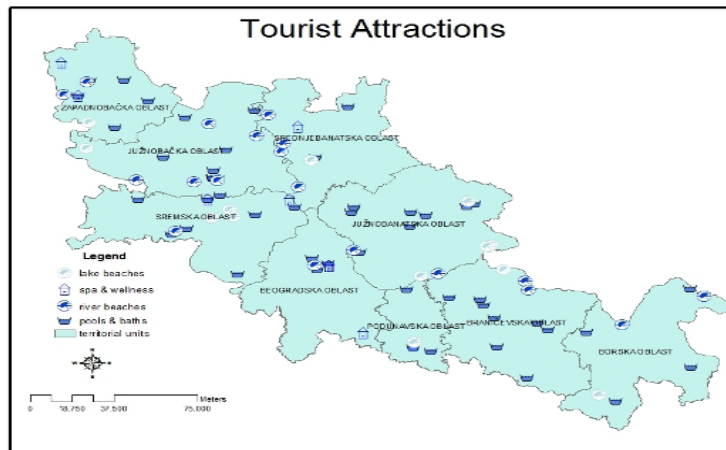 Tourist Attractions
ZAPADNOBAČKA OBLAST
SREDNJEBANATSKA OBLAST
JUŽNOBAČKA OBLAST
SREMSKA OBLAST
JUŽNOBANATSKA OBLAST
Legend
lake beaches
spa & wellness
river beaches
pools & baths
territorial units
BEOGRADSKA OBLAST
PODUNAVSKA OBLAST
BRANIČEVSKA OBLAST
BORSKA OBLAST
Meters
0 18.750 37.500 75.000